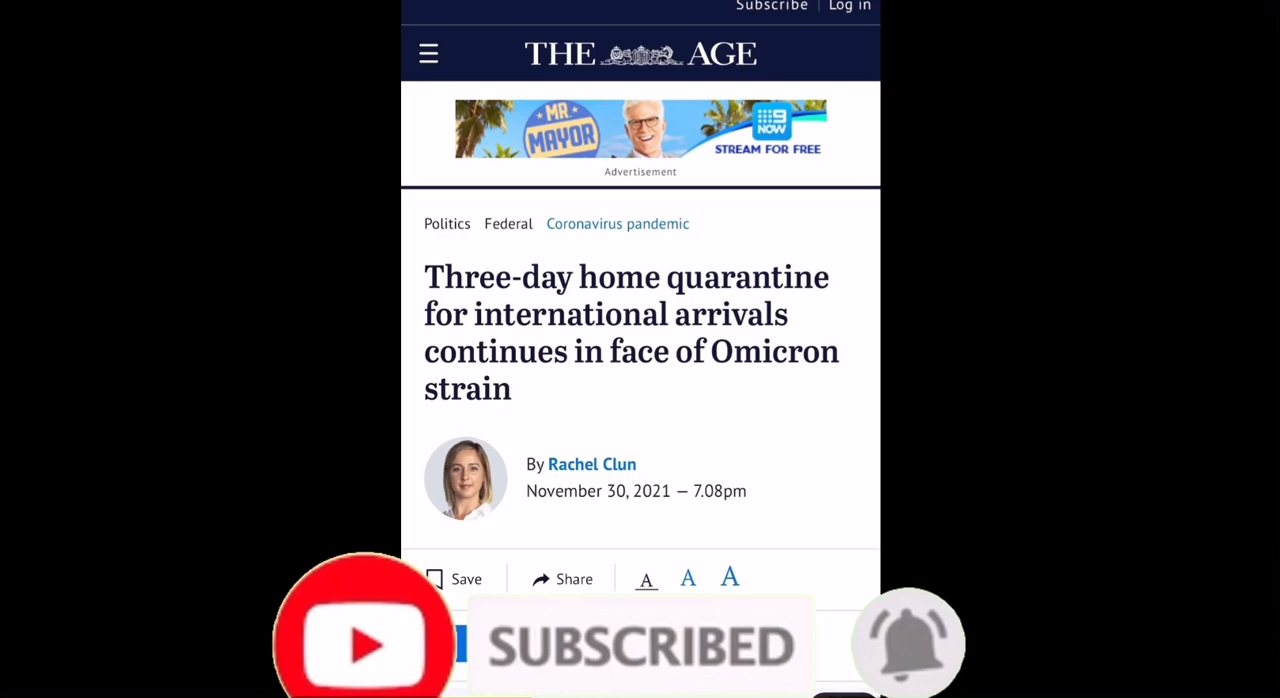 Subscribe | Log in
THE AGE
MR.
MAYOR
9
NOW
STREAM FOR FREE
Advertisement
Politics Federal Coronavirus pandemic
Three-day home quarantine
for international arrivals
continues in face of Omicron
strain
By Rachel Clun
November 30, 2021 — 7.08pm
Save Share A A A
SUBSCRIBED